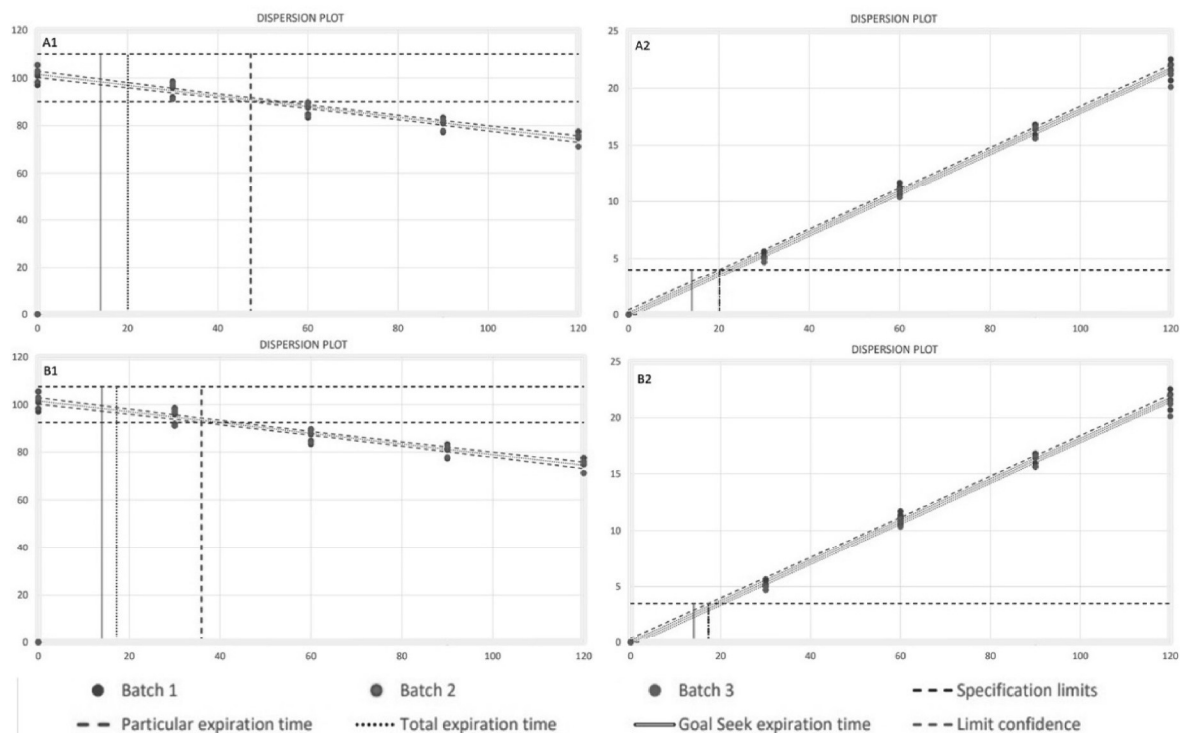 DISPERSION PLOT
A1
120
100
80
60
40
20
0
0 20 40 60 80 100 120
DISPERSION PLOT
A2
25
20
15
10
5
0
0 20 40 60 80 100 120
DISPERSION PLOT
B1
120
100
80
60
40
20
0
0 20 40 60 80 100 120
DISPERSION PLOT
B2
25
20
15
10
5
0
0 20 40 60 80 100 120
Batch 1 Batch 2 Batch 3 Specification limits
Particular expiration time Total expiration time Goal Seek expiration time Limit confidence